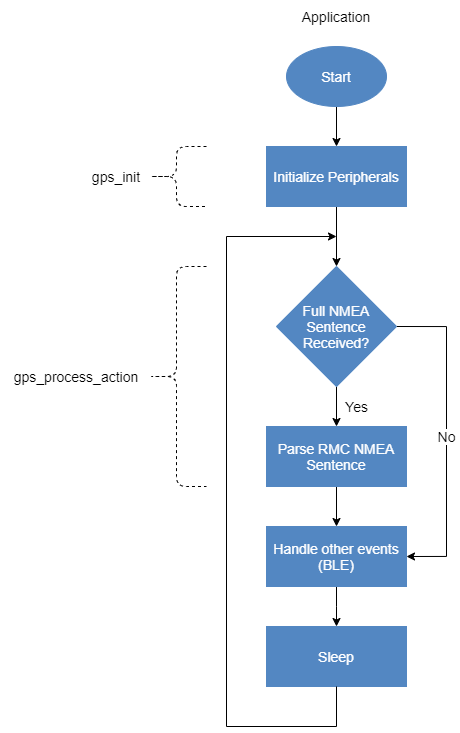 Application
Start
gps_init
Initialize Peripherals
Full NMEA
Sentence
Received?
gps_process_action
Yes
No
Parse RMC NMEA
Sentence
Handle other events
(BLE)
Sleep